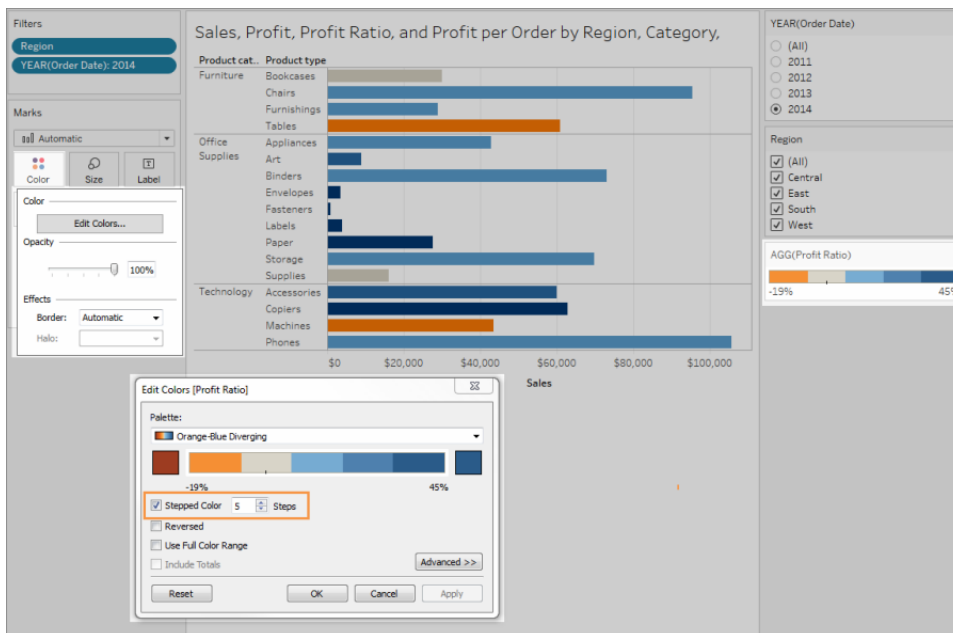 Filters
Region
YEAR(Order Date): 2014
Marks
Automatic
Color
Size
Label
Color
Edit Colors...
Opacity
100%
Effects
Border: Automatic
Halo:
Sales, Profit, Profit Ratio, and Profit per Order by Region, Category,
Product cat.. Product type
Furniture Bookcases
Chairs
Furnishings
Tables
Office Supplies Appliances
Art
Binders
Envelopes
Fasteners
Labels
Paper
Storage
Supplies
Technology Accessories
Copiers
Machines
Phones
$0 $20,000 $40,000 $60,000 $80,000 $100,000
Sales
YEAR(Order Date)
(All)
2011
2012
2013
2014
Region
(All)
Central
East
South
West
AGG(Profit Ratio)
-19% 45%
Edit Colors [Profit Ratio]
Palette:
Orange-Blue Diverging
-19% 45%
Stepped Color 5 Steps
Reversed
Use Full Color Range
Include Totals
Advanced >>
Reset OK Cancel Apply